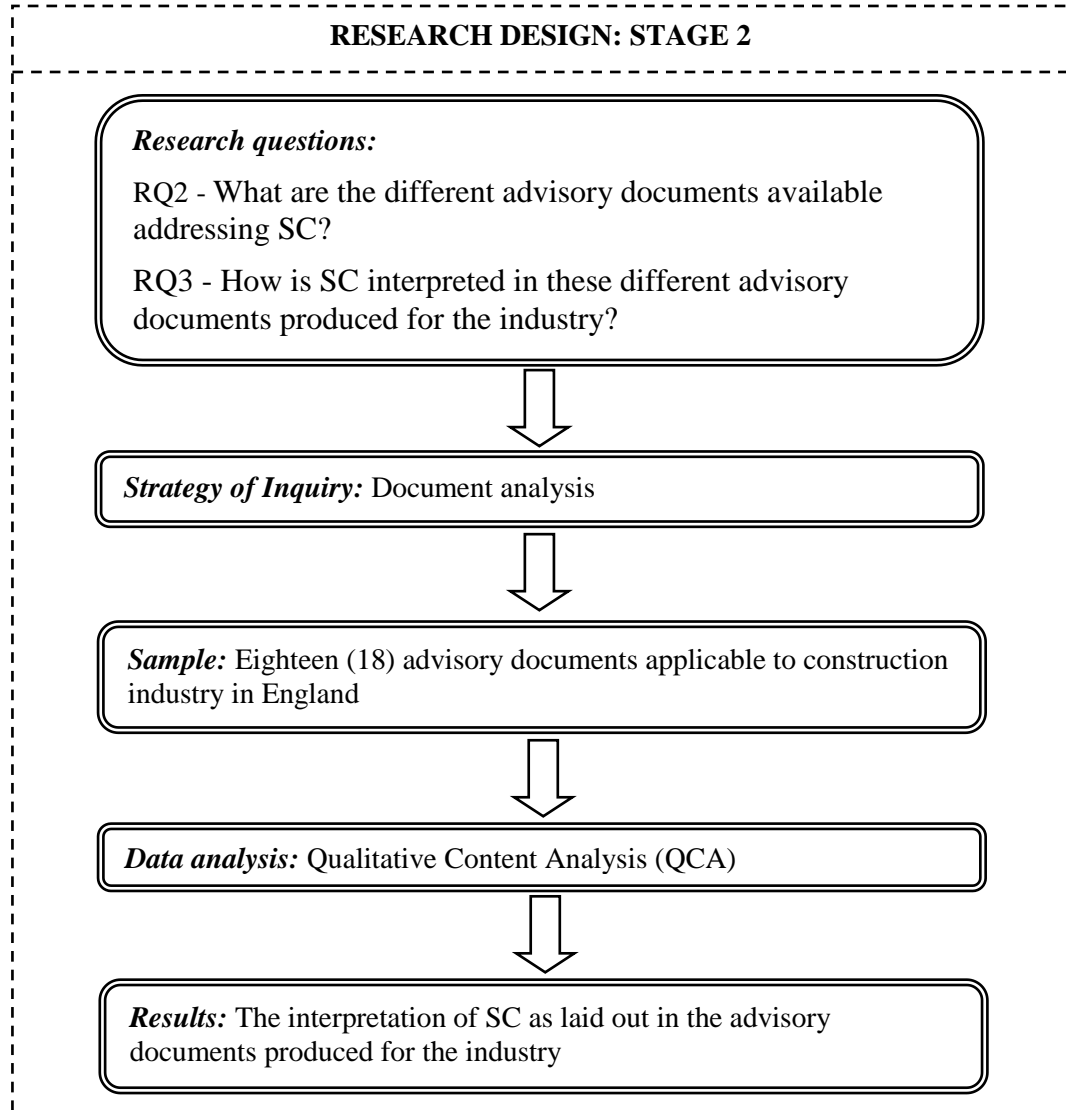 RESEARCH DESIGN: STAGE 2
Research questions:
RQ2 - What are the different advisory documents available
addressing SC?
RQ3 - How is SC interpreted in these different advisory
documents produced for the industry?
Strategy of Inquiry: Document analysis
Sample: Eighteen (18) advisory documents applicable to construction
industry in England
Data analysis: Qualitative Content Analysis (QCA)
Results: The interpretation of SC as laid out in the advisory
documents produced for the industry